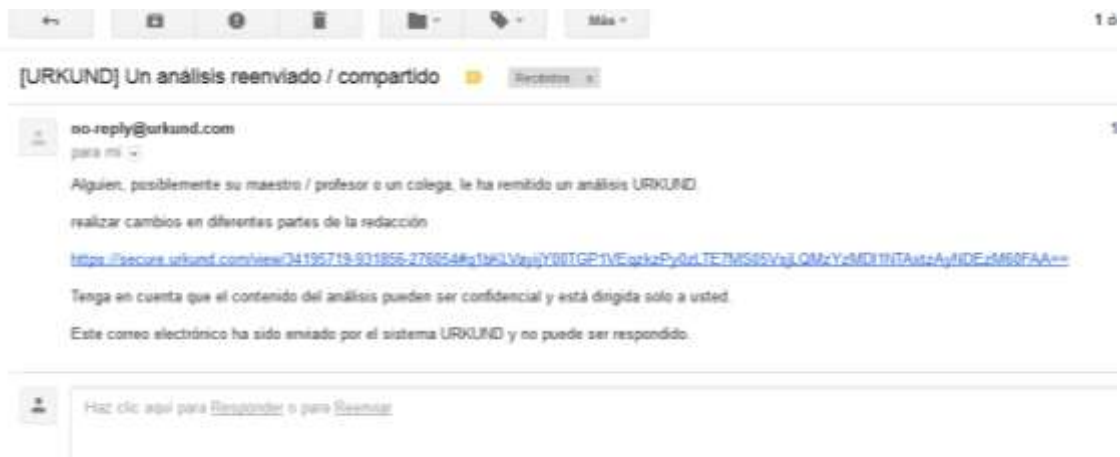 Más
1
[URKUND] Un análisis reenviado / compartido
Recibidos x
no-reply@urkund.com
para mí
Alguien, posiblemente su maestro / profesor o un colega, le ha remitido un análisis URKUND.
realizar cambios en diferentes partes de la redacción
Tenga en cuenta que el contenido del análisis pueden ser confidencial y está dirigida solo a usted.
Este correo electrónico ha sido enviado por el sistema URKUND y no puede ser respondido.
Haz clic aquí para Responder o para Reenviar